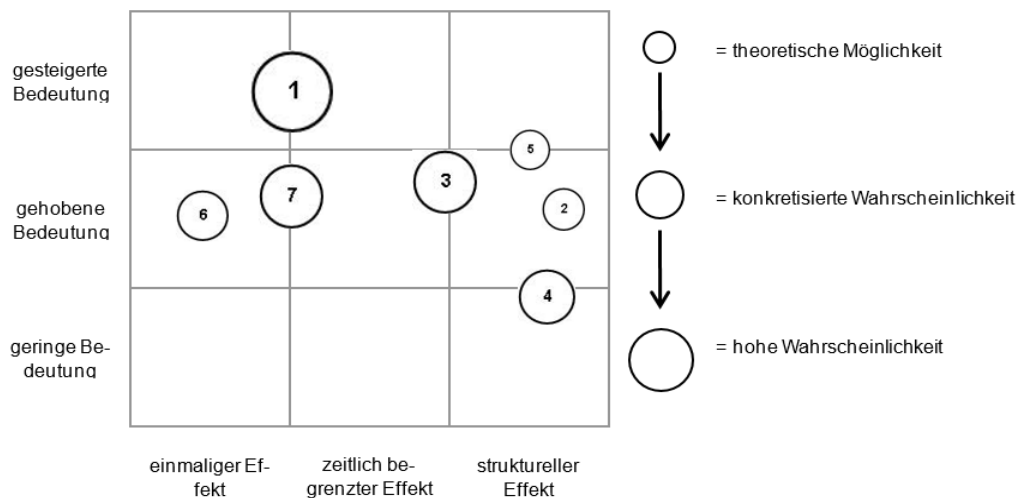 gesteigerte
Bedeutung
gehobene
Bedeutung
geringe Be-
deutung
1
5
3
7
2
6
4
einmaliger Ef-
fekt
zeitlich be-
grenzter Effekt
struktureller
Effekt
= theoretische Möglichkeit
= konkretisierte Wahrscheinlichkeit
= hohe Wahrscheinlichkeit